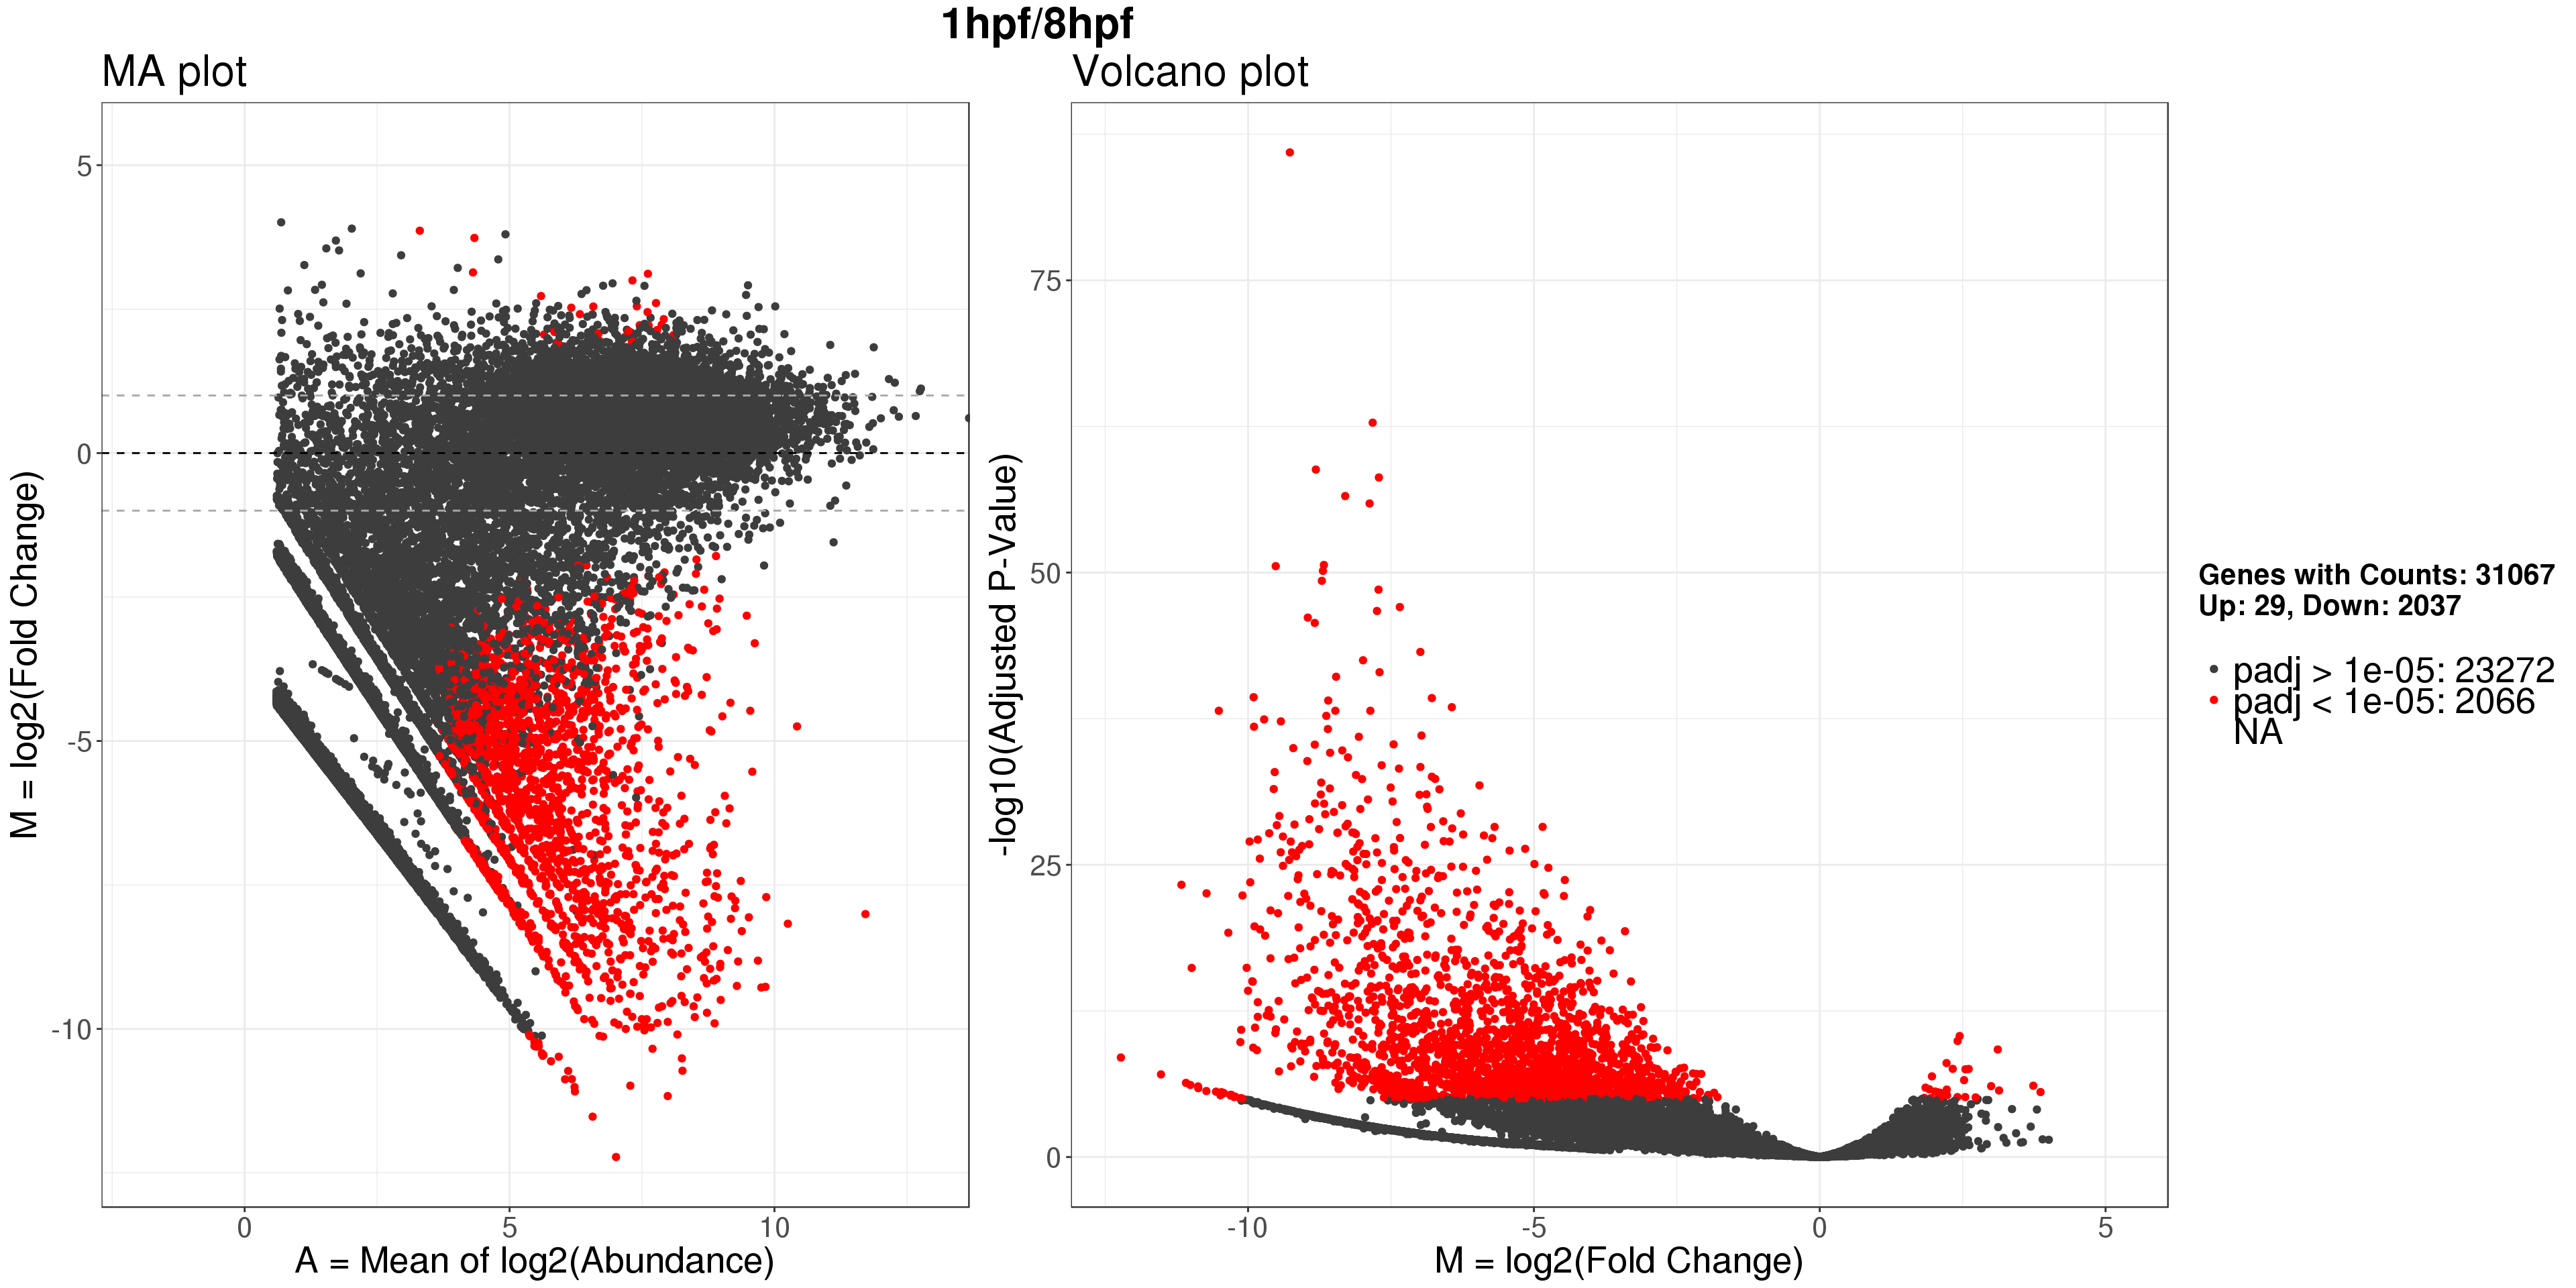 1hpf/8hpf
MA plot
M = log2(Fold Change)
5
0
-5
-10
0
5
10
A = Mean of log2(Abundance)
Volcano plot
-log10(Adjusted P-Value)
75
50
25
0
-10
-5
0
5
M = log2(Fold Change)
Genes with Counts: 31067
Up: 29, Down: 2037
padj > 1e-05: 23272
padj < 1e-05: 2066
NA